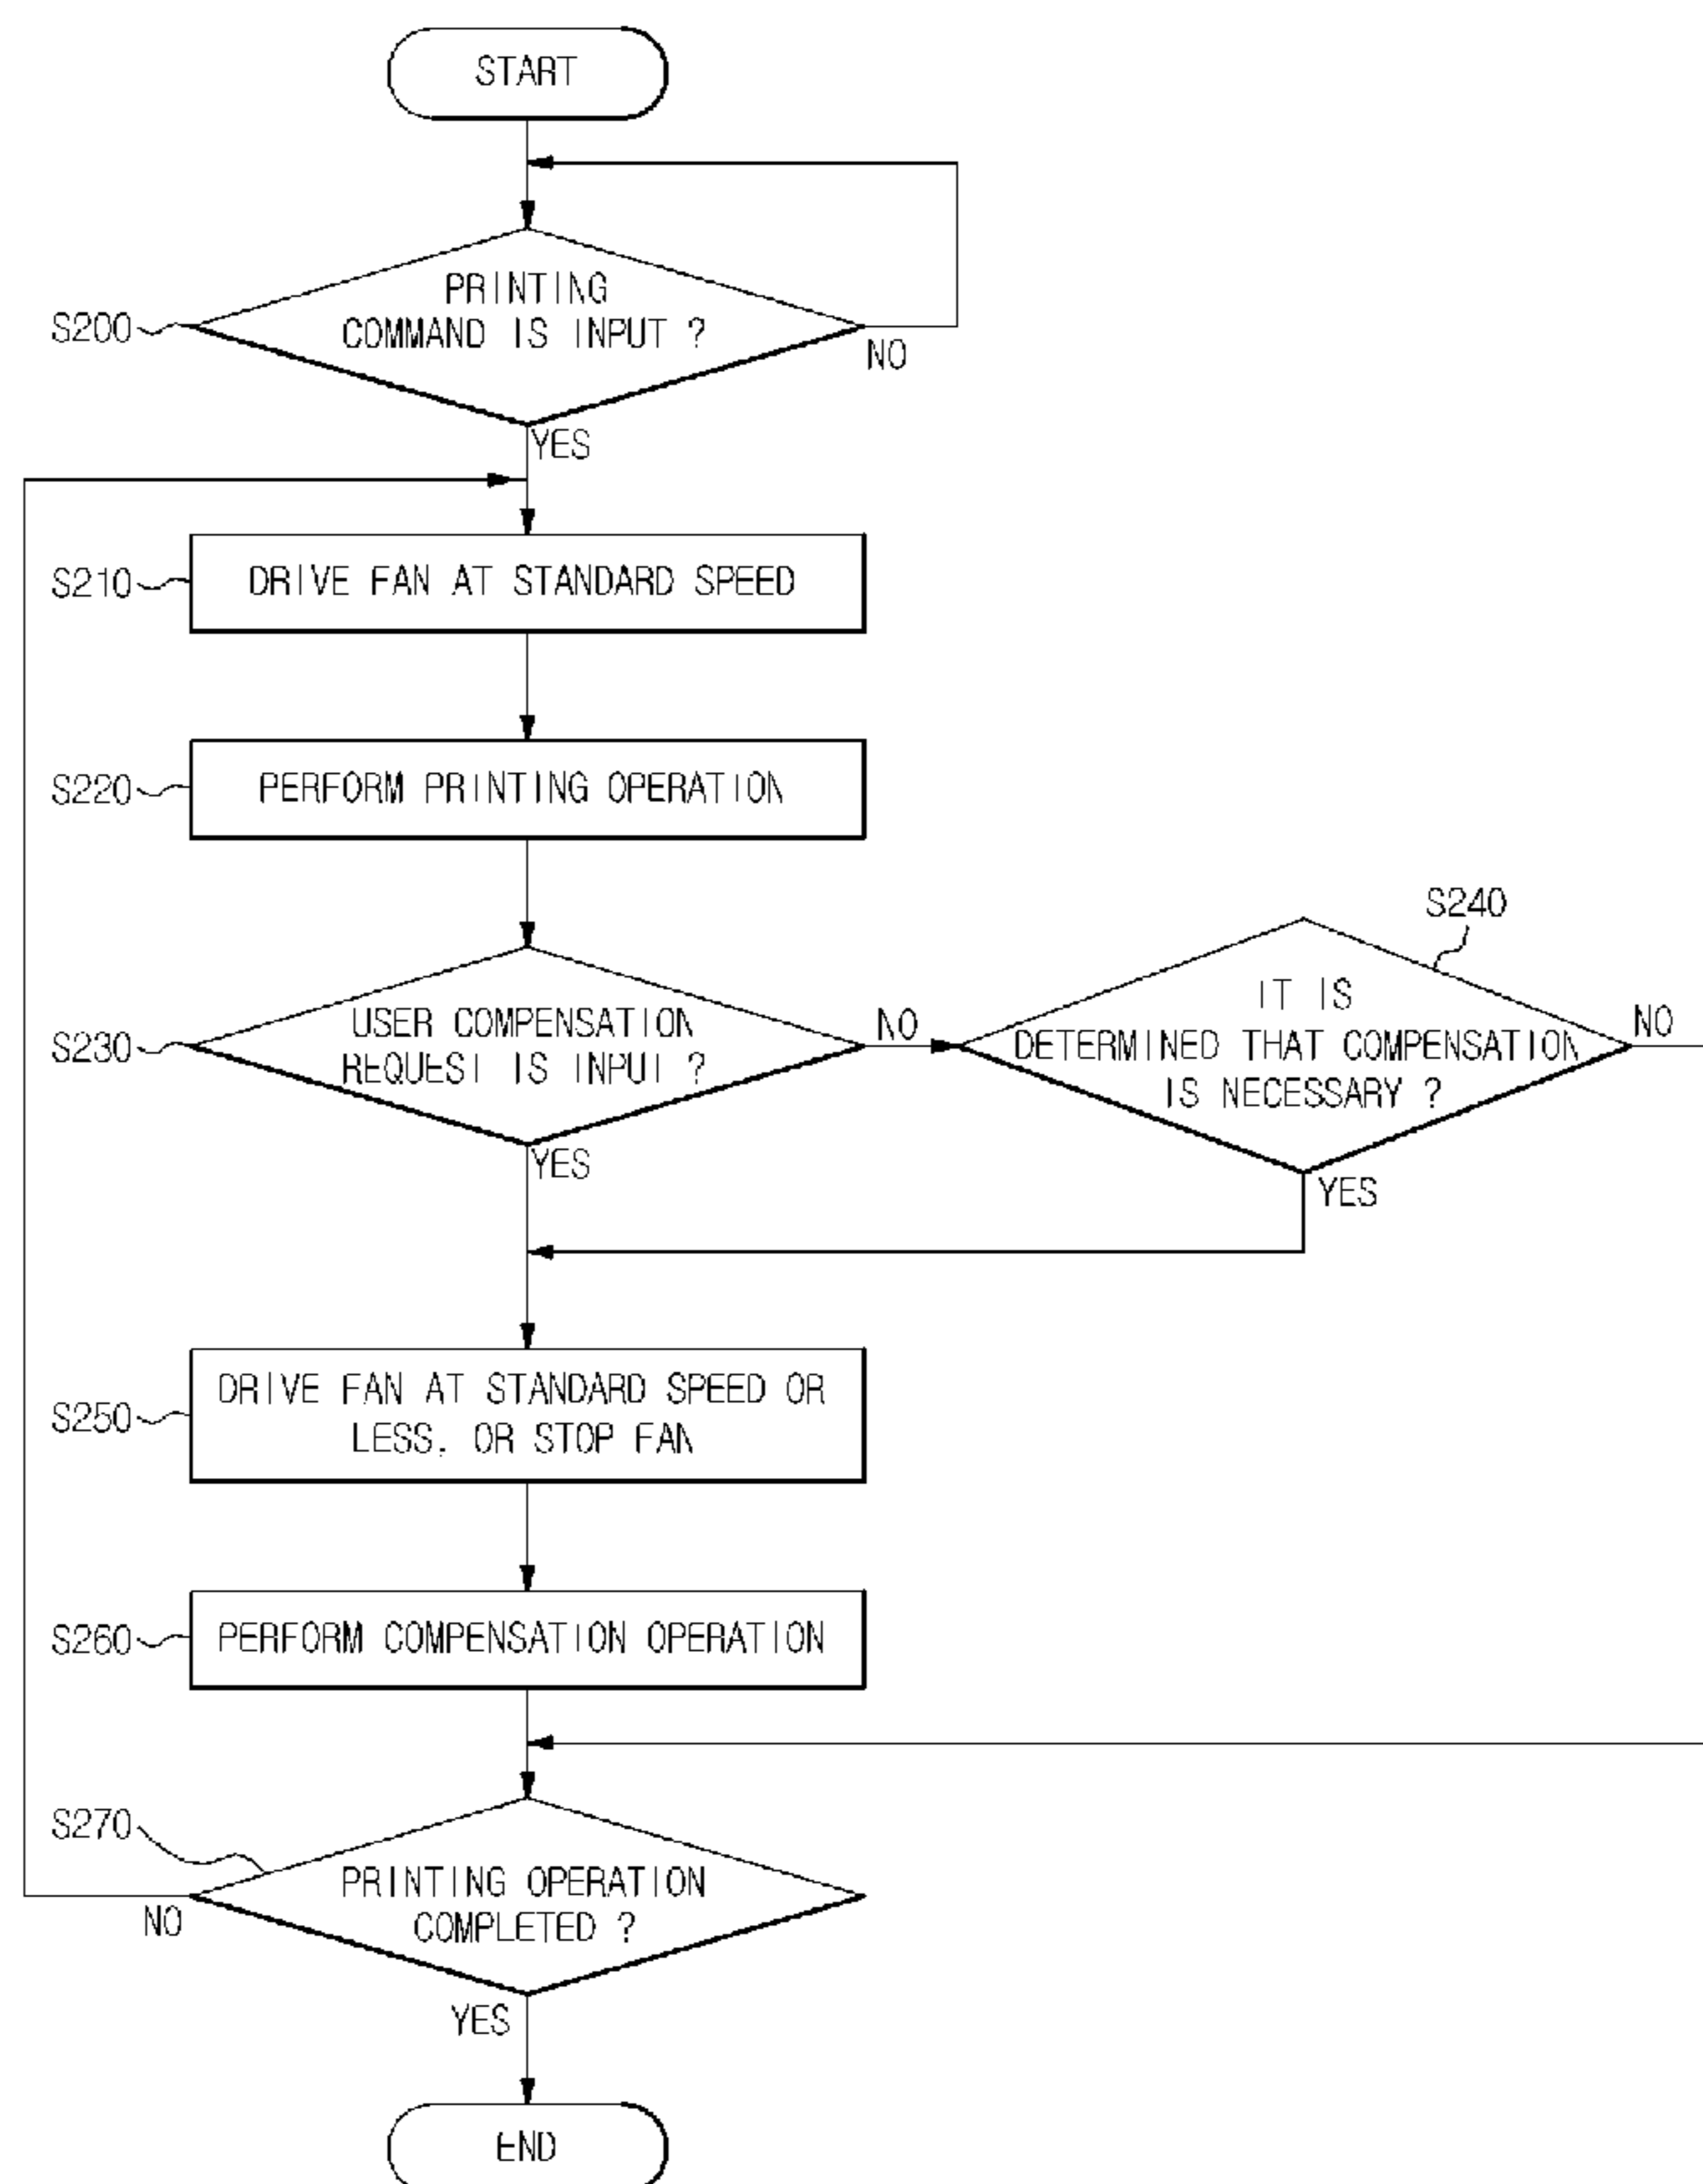 START
PRINTING
COMMAND IS INPUT ?
S200
NO
YES
S210
DRIVE FAN AT STANDARD SPEED
S220
PERFORM PRINTING OPERATION
S230
USER COMPENSATION
REQUEST IS INPUT ?
NO
YES
S240
IT IS
DETERMINED THAT COMPENSATION
IS NECESSARY ?
NO
YES
S250
DRIVE FAN AT STANDARD SPEED OR
LESS, OR STOP FAN
S260
PERFORM COMPENSATION OPERATION
S270
PRINTING OPERATION
COMPLETED ?
NO
YES
END